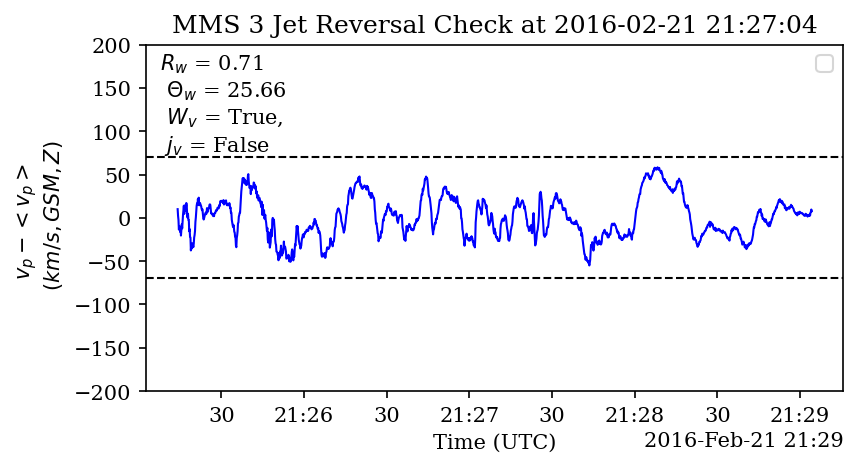 MMS 3 Jet Reversal Check at 2016-02-21 21:27:04
R_w = 0.71
Θ_w = 25.66
W_v = True,
j_v = False
v_p − < v_p >
(km/s, GSM, Z)
200
150
100
50
0
−50
−100
−150
−200
30 21:26 30 21:27 30 21:28 30 21:29
Time (UTC)
2016-Feb-21 21:29